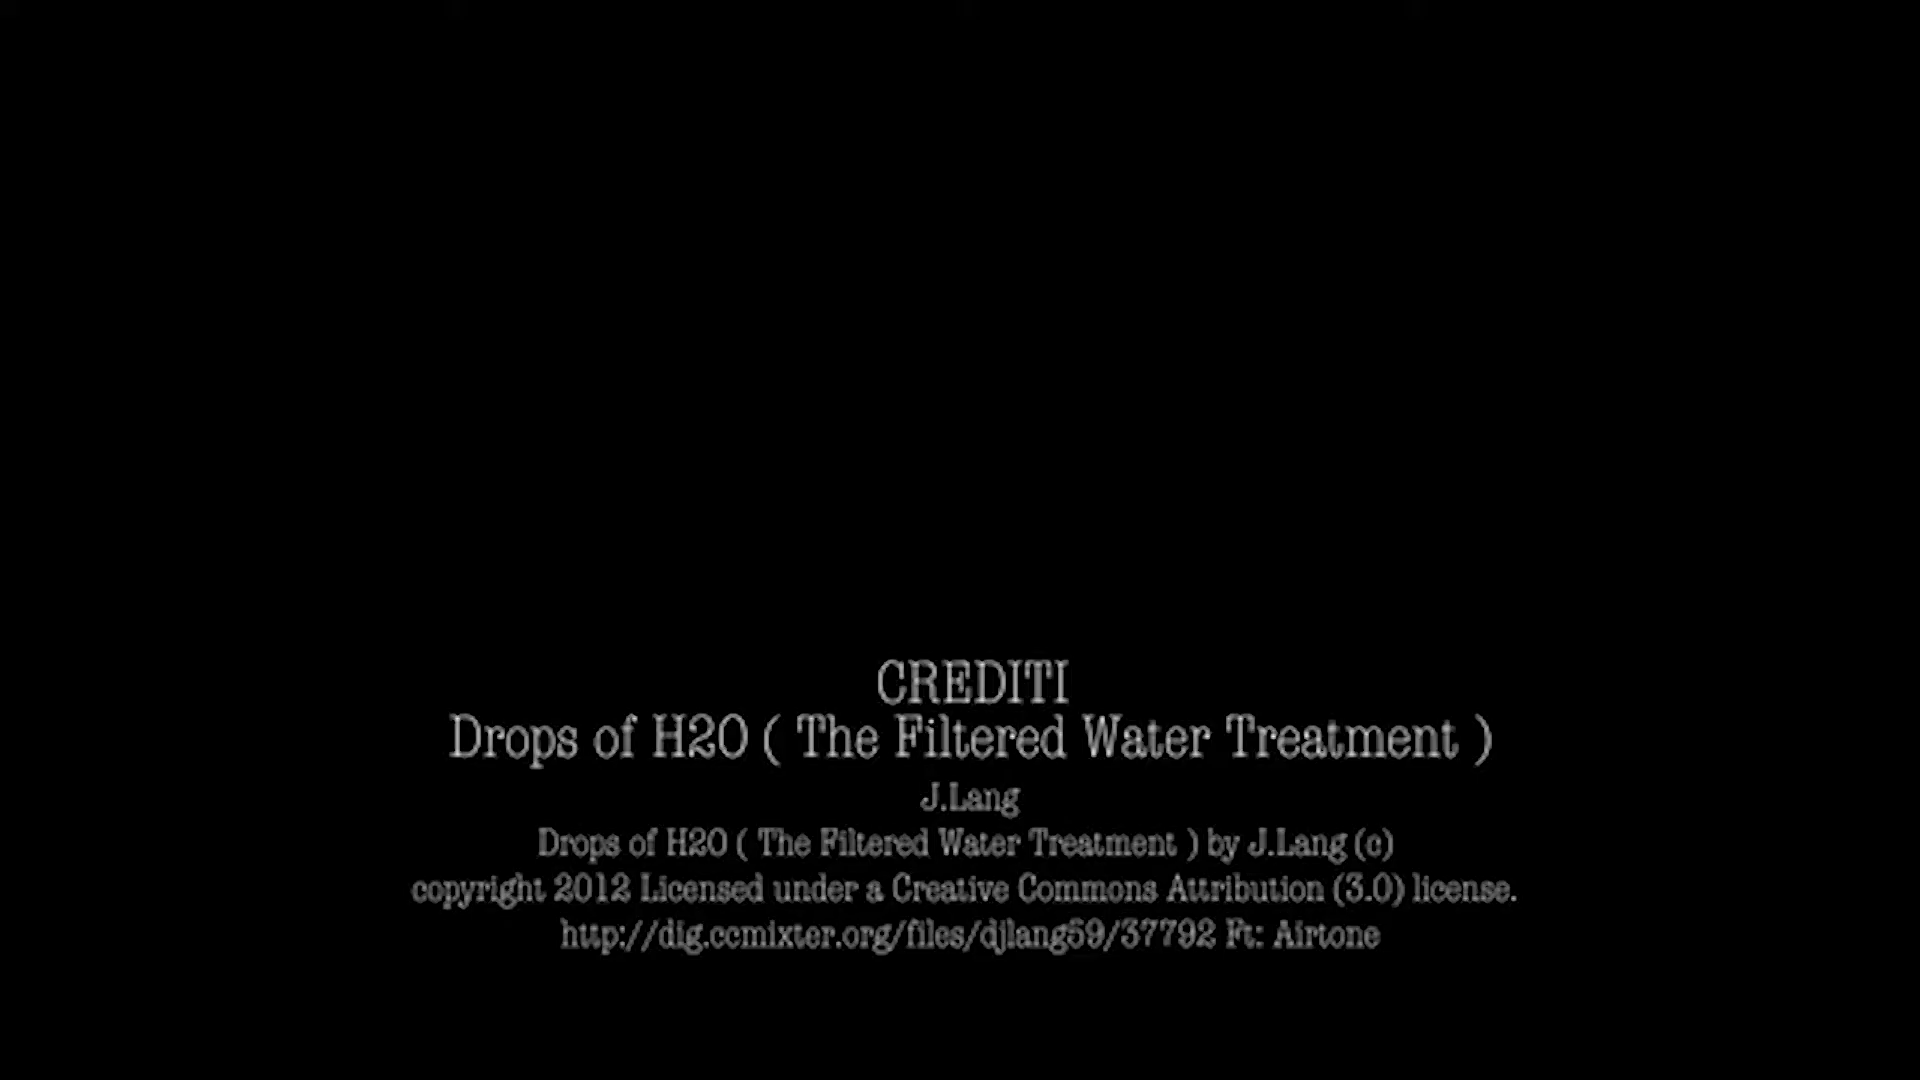 CREDITI
Drops of H2O ( The Filtered Water Treatment )
J.Lang
Drops of H2O ( The Filtered Water Treatment ) by J.Lang (c)
copyright 2012 Licensed under a Creative Commons Attribution (3.0) license.
http://dig.ccmixter.org/files/djlang59/37792 Ft: Airtone